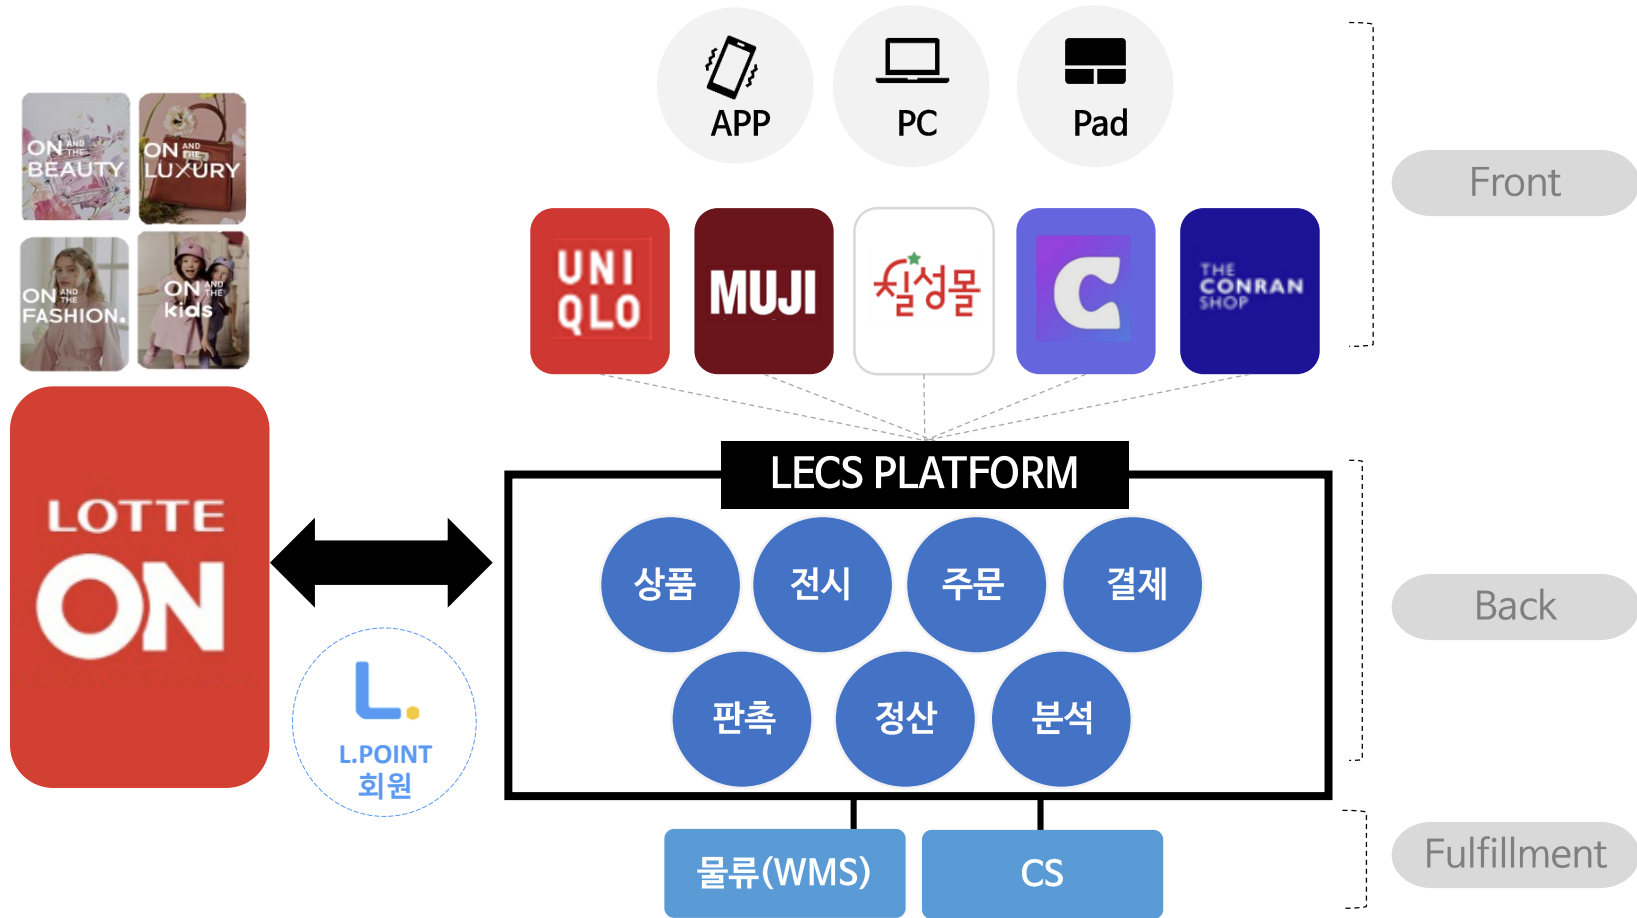 APP
PC
Pad
ON AND THE
BEAUTY
ON AND THE
LUXURY
ON AND THE
FASHION.
ON AND THE
kids
UNI
QLO
MUJI
칠성몰
C
THE
CONRAN
SHOP
Front
LOTTE
ON
L.
L.POINT
회원
LECS PLATFORM
상품
전시
주문
결제
판촉
정산
분석
Back
물류(WMS)
CS
Fulfillment